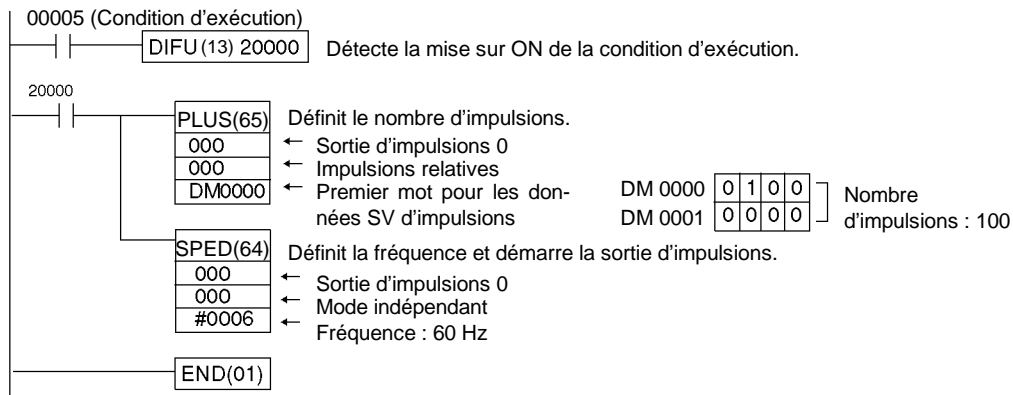 00005 (Condition d’exécution)
DIFU(13) 20000 Détecte la mise sur ON de la condition d’exécution.
20000
PLUS(65) Définit le nombre d’impulsions.
000 ← Sortie d’impulsions 0
000 ← Impulsions relatives
DM0000 ← Premier mot pour les don-
nées SV d’impulsions
DM 0000 0 1 0 0
DM 0001 0 0 0 0
Nombre
d’impulsions : 100
SPED(64) Définit la fréquence et démarre la sortie d’impulsions.
000 ← Sortie d’impulsions 0
000 ← Mode indépendant
#0006 ← Fréquence : 60 Hz
END(01)